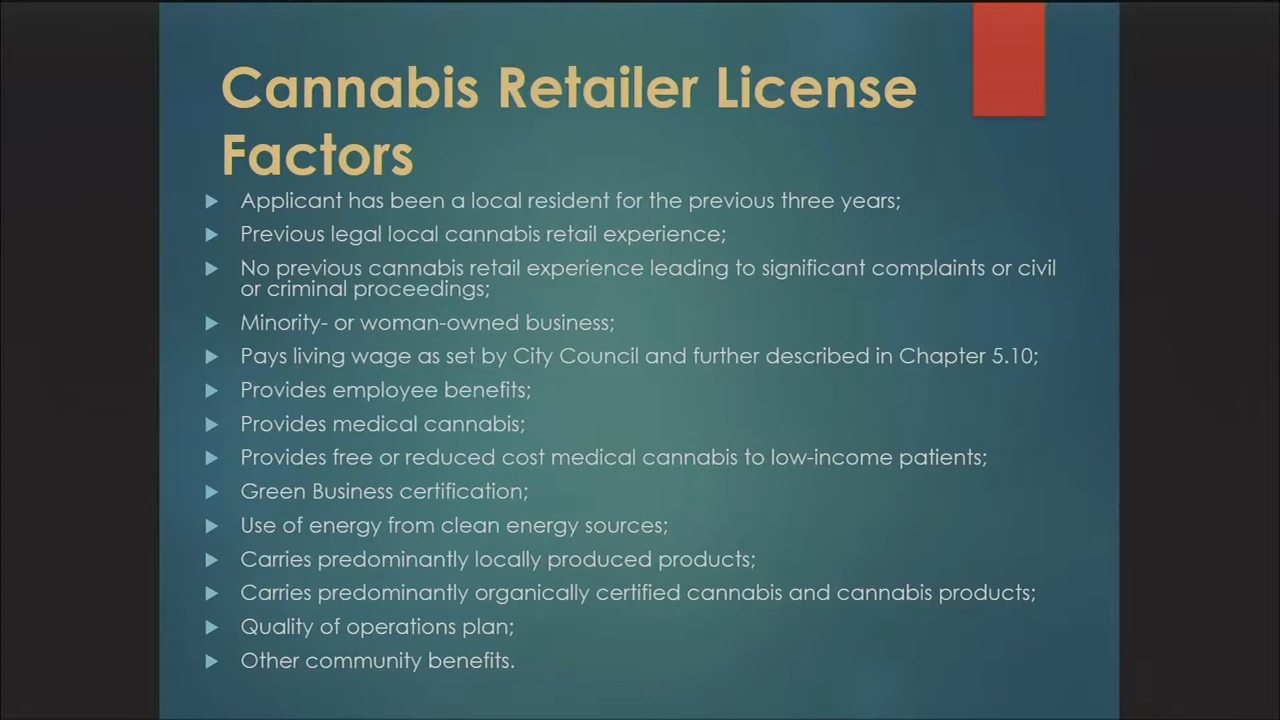 Cannabis Retailer License
Factors
Applicant has been a local resident for the previous three years;
Previous legal local cannabis retail experience;
No previous cannabis retail experience leading to significant complaints or civil
or criminal proceedings;
Minority- or woman-owned business;
Pays living wage as set by City Council and further described in Chapter 5.10;
Provides employee benefits;
Provides medical cannabis;
Provides free or reduced cost medical cannabis to low-income patients;
Green Business certification;
Use of energy from clean energy sources;
Carries predominantly locally produced products;
Carries predominantly organically certified cannabis and cannabis products;
Quality of operations plan;
Other community benefits.